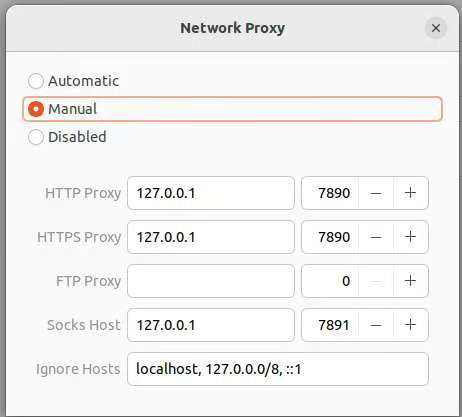 Network Proxy
Automatic
Manual
Disabled
HTTP Proxy 127.0.0.1 7890 − +
HTTPS Proxy 127.0.0.1 7890 − +
FTP Proxy 0 − +
Socks Host 127.0.0.1 7891 − +
Ignore Hosts localhost, 127.0.0.0/8, ::1